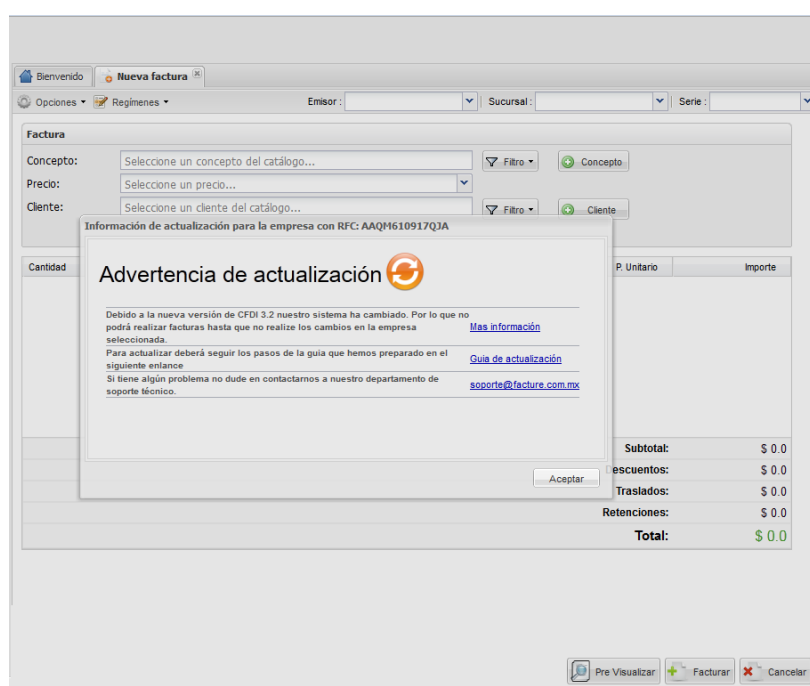 Bienvenido Nueva factura
Opciones Regímenes Emisor : Sucursal : Serie :
Factura
Concepto: Seleccione un concepto del catálogo... Filtro Concepto
Precio: Seleccione un precio...
Cliente: Seleccione un cliente del catálogo... Filtro Cliente
Información de actualización para la empresa con RFC: AAQM610917QJA
Cantidad P. Unitario Importe
Advertencia de actualización
Debido a la nueva versión de CFDI 3.2 nuestro sistema ha cambiado. Por lo que no
podrá realizar facturas hasta que no realize los cambios en la empresa Mas información
seleccionada.
Para actualizar deberá seguir los pasos de la guia que hemos preparado en el Guia de actualización
siguiente enlance
Si tiene algún problema no dude en contactarnos a nuestro departamento de soporte@facture.com.mx
soporte técnico.
Subtotal: $ 0.0
escuentos: $ 0.0
Aceptar
Traslados: $ 0.0
Retenciones: $ 0.0
Total: $ 0.0
Pre Visualizar Facturar Cancelar